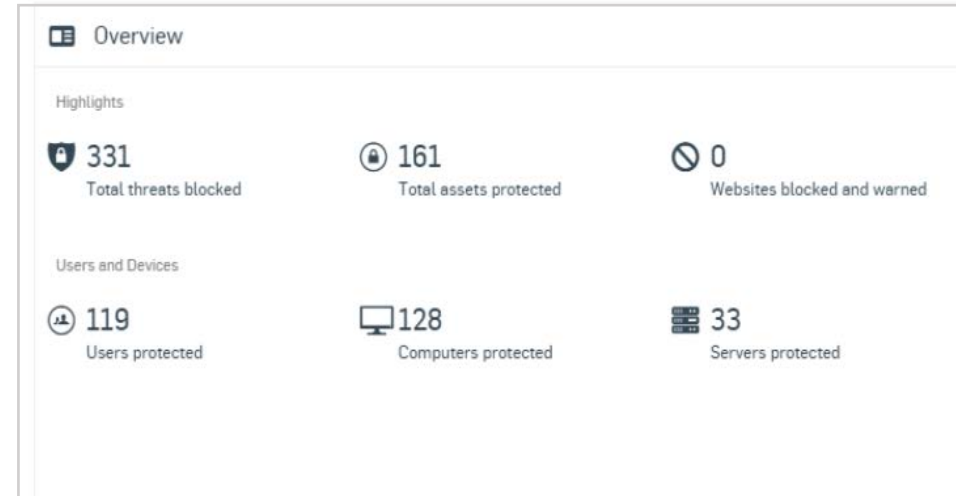 Overview
Highlights
331
Total threats blocked
161
Total assets protected
0
Websites blocked and warned
Users and Devices
119
Users protected
128
Computers protected
33
Servers protected